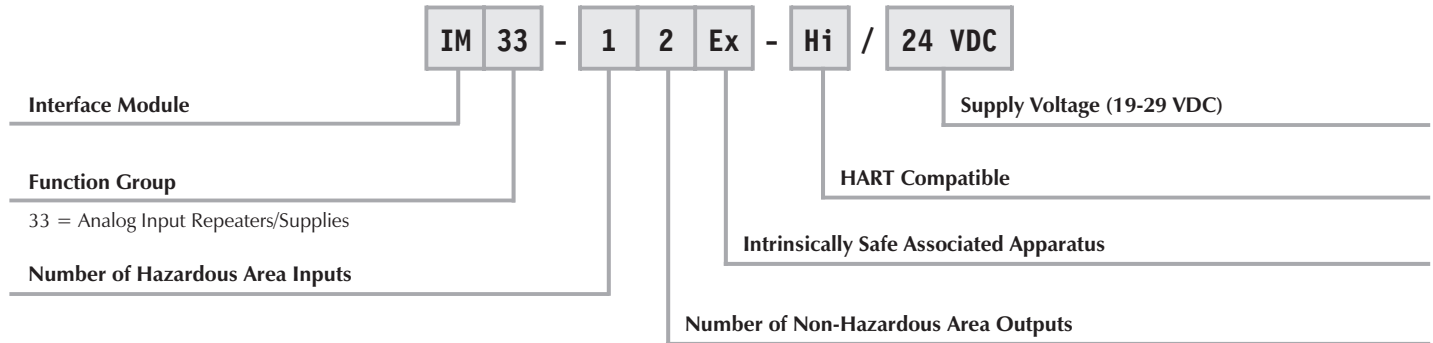 IM 33 - 1 2 Ex - Hi / 24 VDC
Interface Module
Supply Voltage (19-29 VDC)
Function Group
HART Compatible
33 = Analog Input Repeaters/Supplies
Intrinsically Safe Associated Apparatus
Number of Hazardous Area Inputs
Number of Non-Hazardous Area Outputs